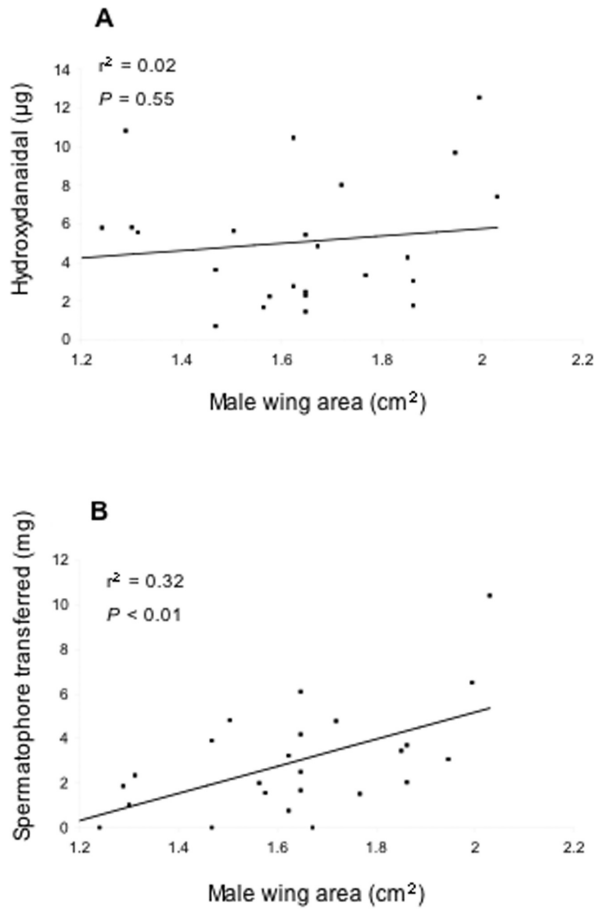 A
r² = 0.02
P = 0.55
Hydroxydanaidal (µg)
14
12
10
8
6
4
2
0
1.2 1.4 1.6 1.8 2 2.2
Male wing area (cm²)
B
r² = 0.32
P < 0.01
Spermatophore transferred (mg)
12
10
8
6
4
2
0
1.2 1.4 1.6 1.8 2 2.2
Male wing area (cm²)